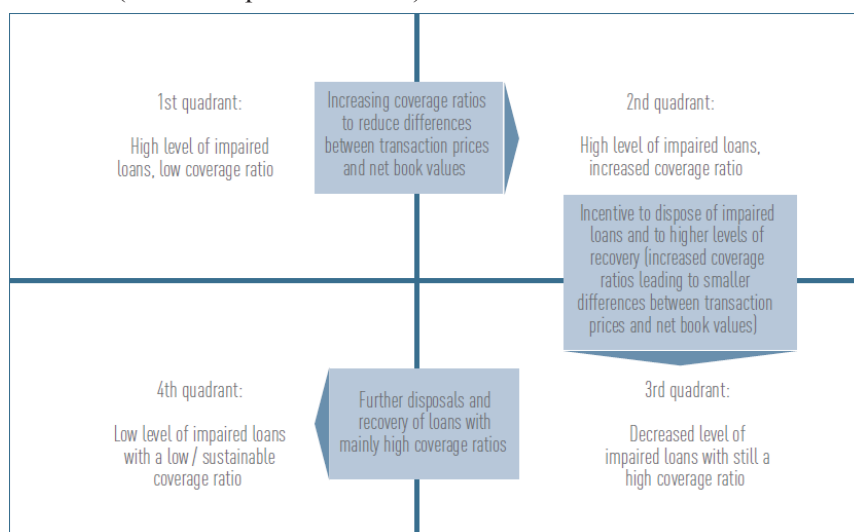 1st quadrant:
High level of impaired
loans, low coverage ratio
Increasing coverage ratios
to reduce differences
between transaction prices
and net book values
2nd quadrant:
High level of impaired loans,
increased coverage ratio
Incentive to dispose of impaired
loans and to higher levels of
recovery (increased coverage
ratios leading to smaller
differences between transaction
prices and net book values)
4th quadrant:
Low level of impaired loans
with a low / sustainable
coverage ratio
Further disposals and
recovery of loans with
mainly high coverage ratios
3rd quadrant:
Decreased level of
impaired loans with still a
high coverage ratio